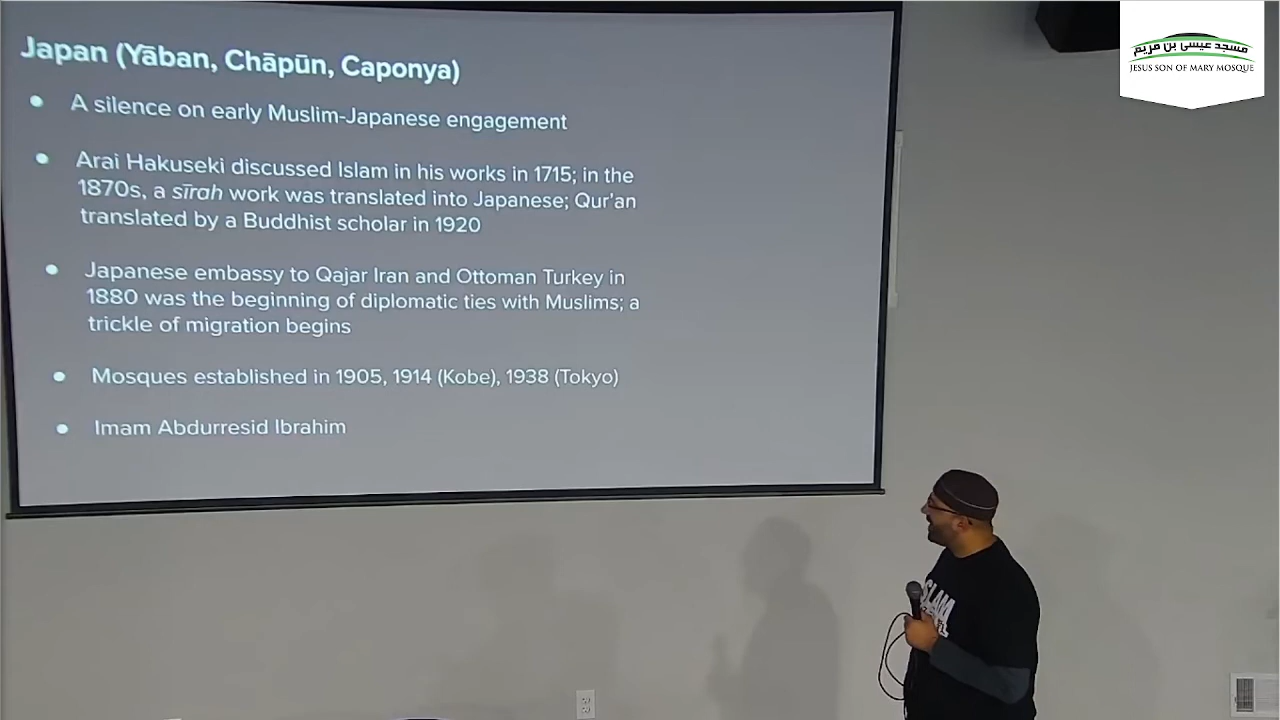 Japan (Yāban, Chāpūn, Caponya)
A silence on early Muslim-Japanese engagement
Arai Hakuseki discussed Islam in his works in 1715; in the
1870s, a sīrah work was translated into Japanese; Qur'an
translated by a Buddhist scholar in 1920
Japanese embassy to Qajar Iran and Ottoman Turkey in
1880 was the beginning of diplomatic ties with Muslims; a
trickle of migration begins
Mosques established in 1905, 1914 (Kobe), 1938 (Tokyo)
Imam Abdurresid Ibrahim
مسجد عيسى بن مريم
JESUS SON OF MARY MOSQUE